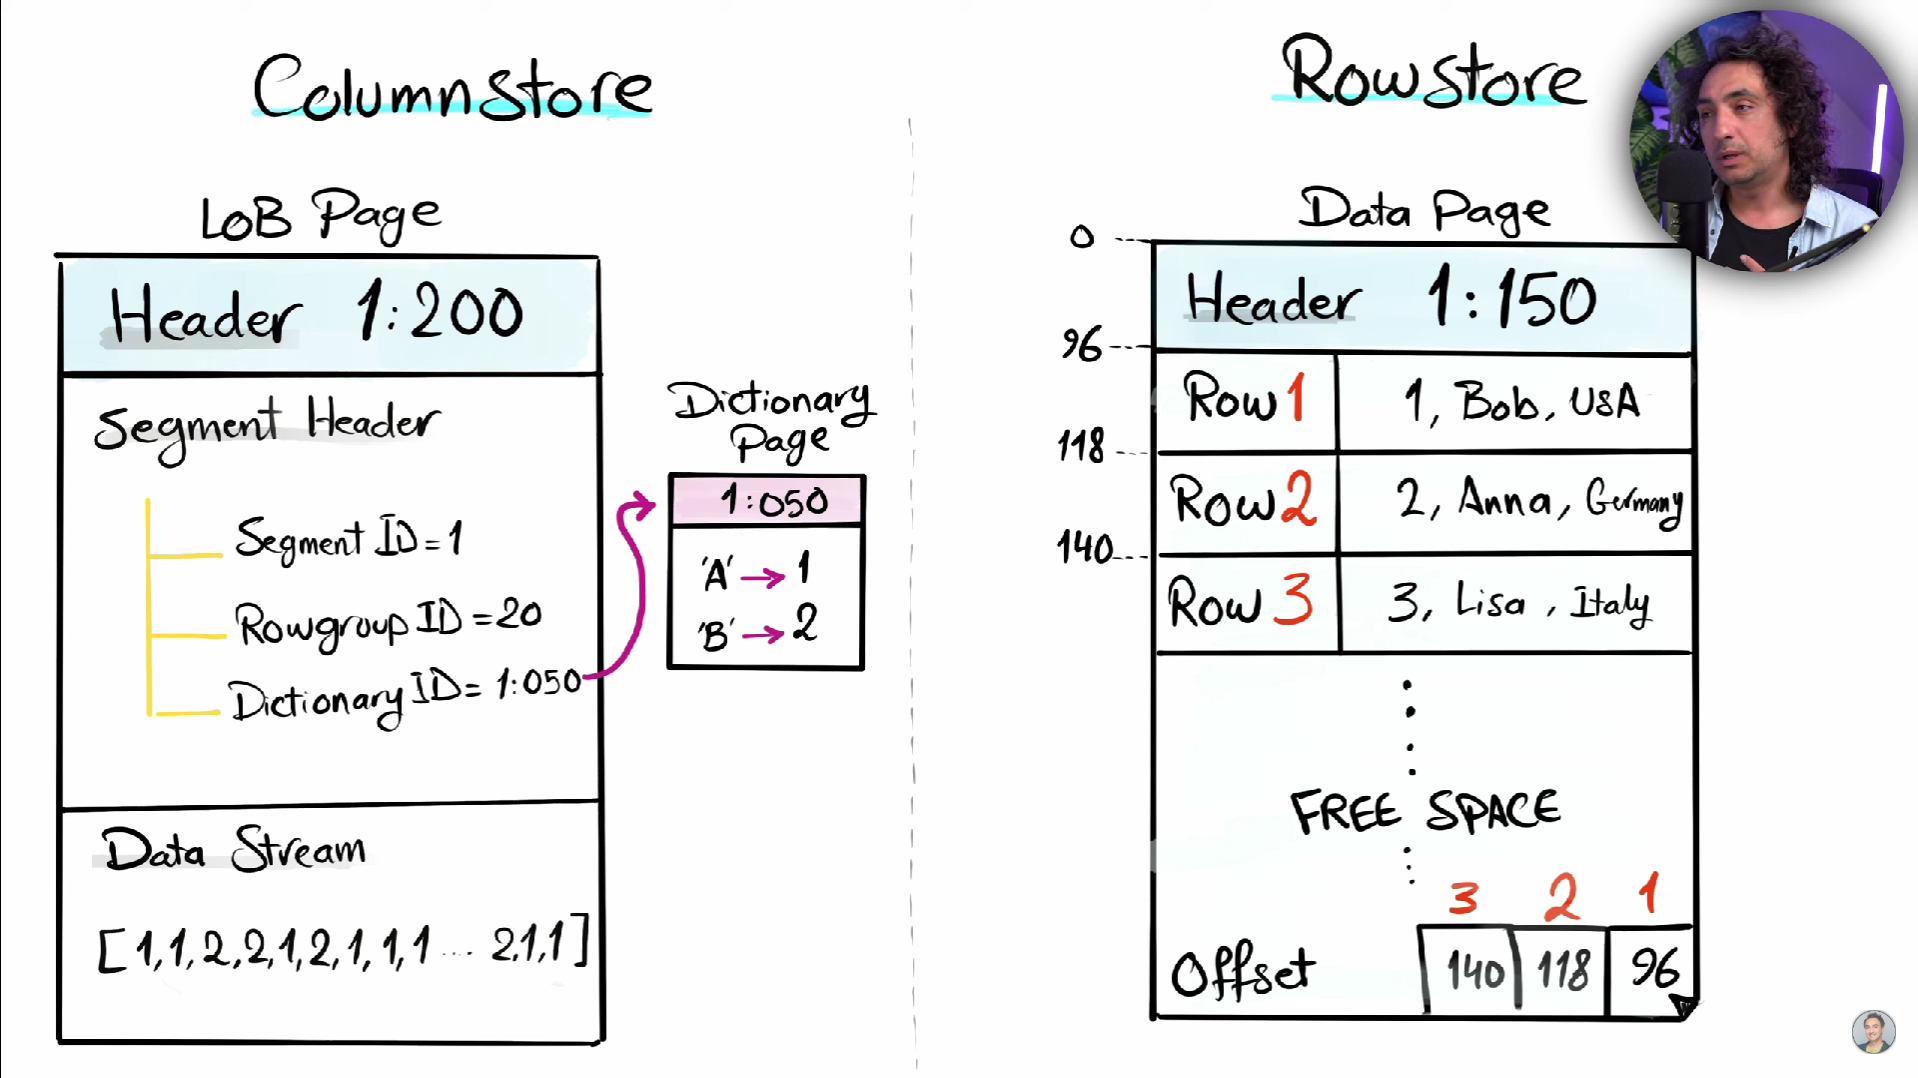 ColumnStore
LOB Page
Header 1:200
Segment Header
Segment ID=1
Rowgroup ID=20
Dictionary ID=1:050
Data Stream
[1,1,2,2,1,2,1,1,1.... 2,1,1]
Dictionary
Page
1:050
'A' → 1
'B' → 2
RowStore
Data Page
0
Header 1:150
96
Row 1 1, Bob, USA
118
Row 2 2, Anna, Germany
140
Row 3 3, Lisa, Italy
FREE SPACE
3 2 1
Offset 140 118 96